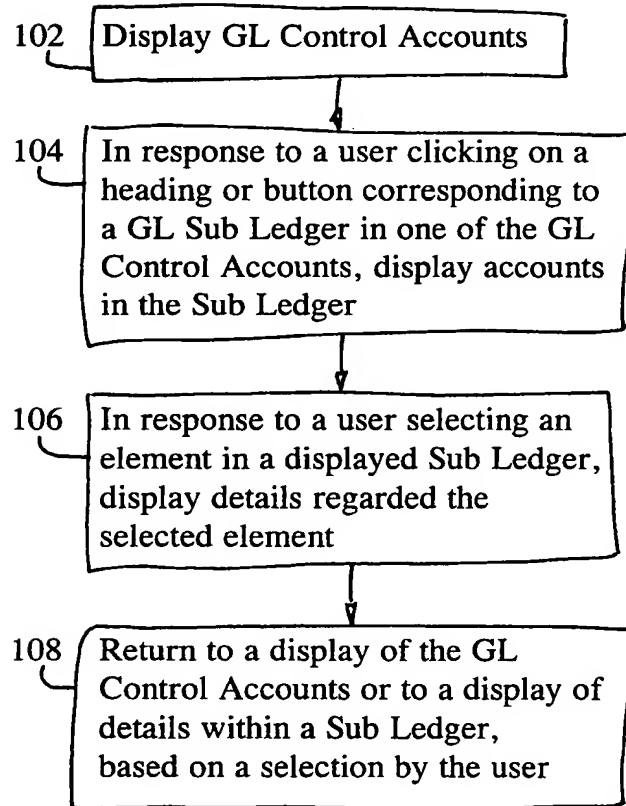 102 Display GL Control Accounts
104 In response to a user clicking on a
heading or button corresponding to
a GL Sub Ledger in one of the GL
Control Accounts, display accounts
in the Sub Ledger
106 In response to a user selecting an
element in a displayed Sub Ledger,
display details regarded the
selected element
108 Return to a display of the GL
Control Accounts or to a display of
details within a Sub Ledger,
based on a selection by the user